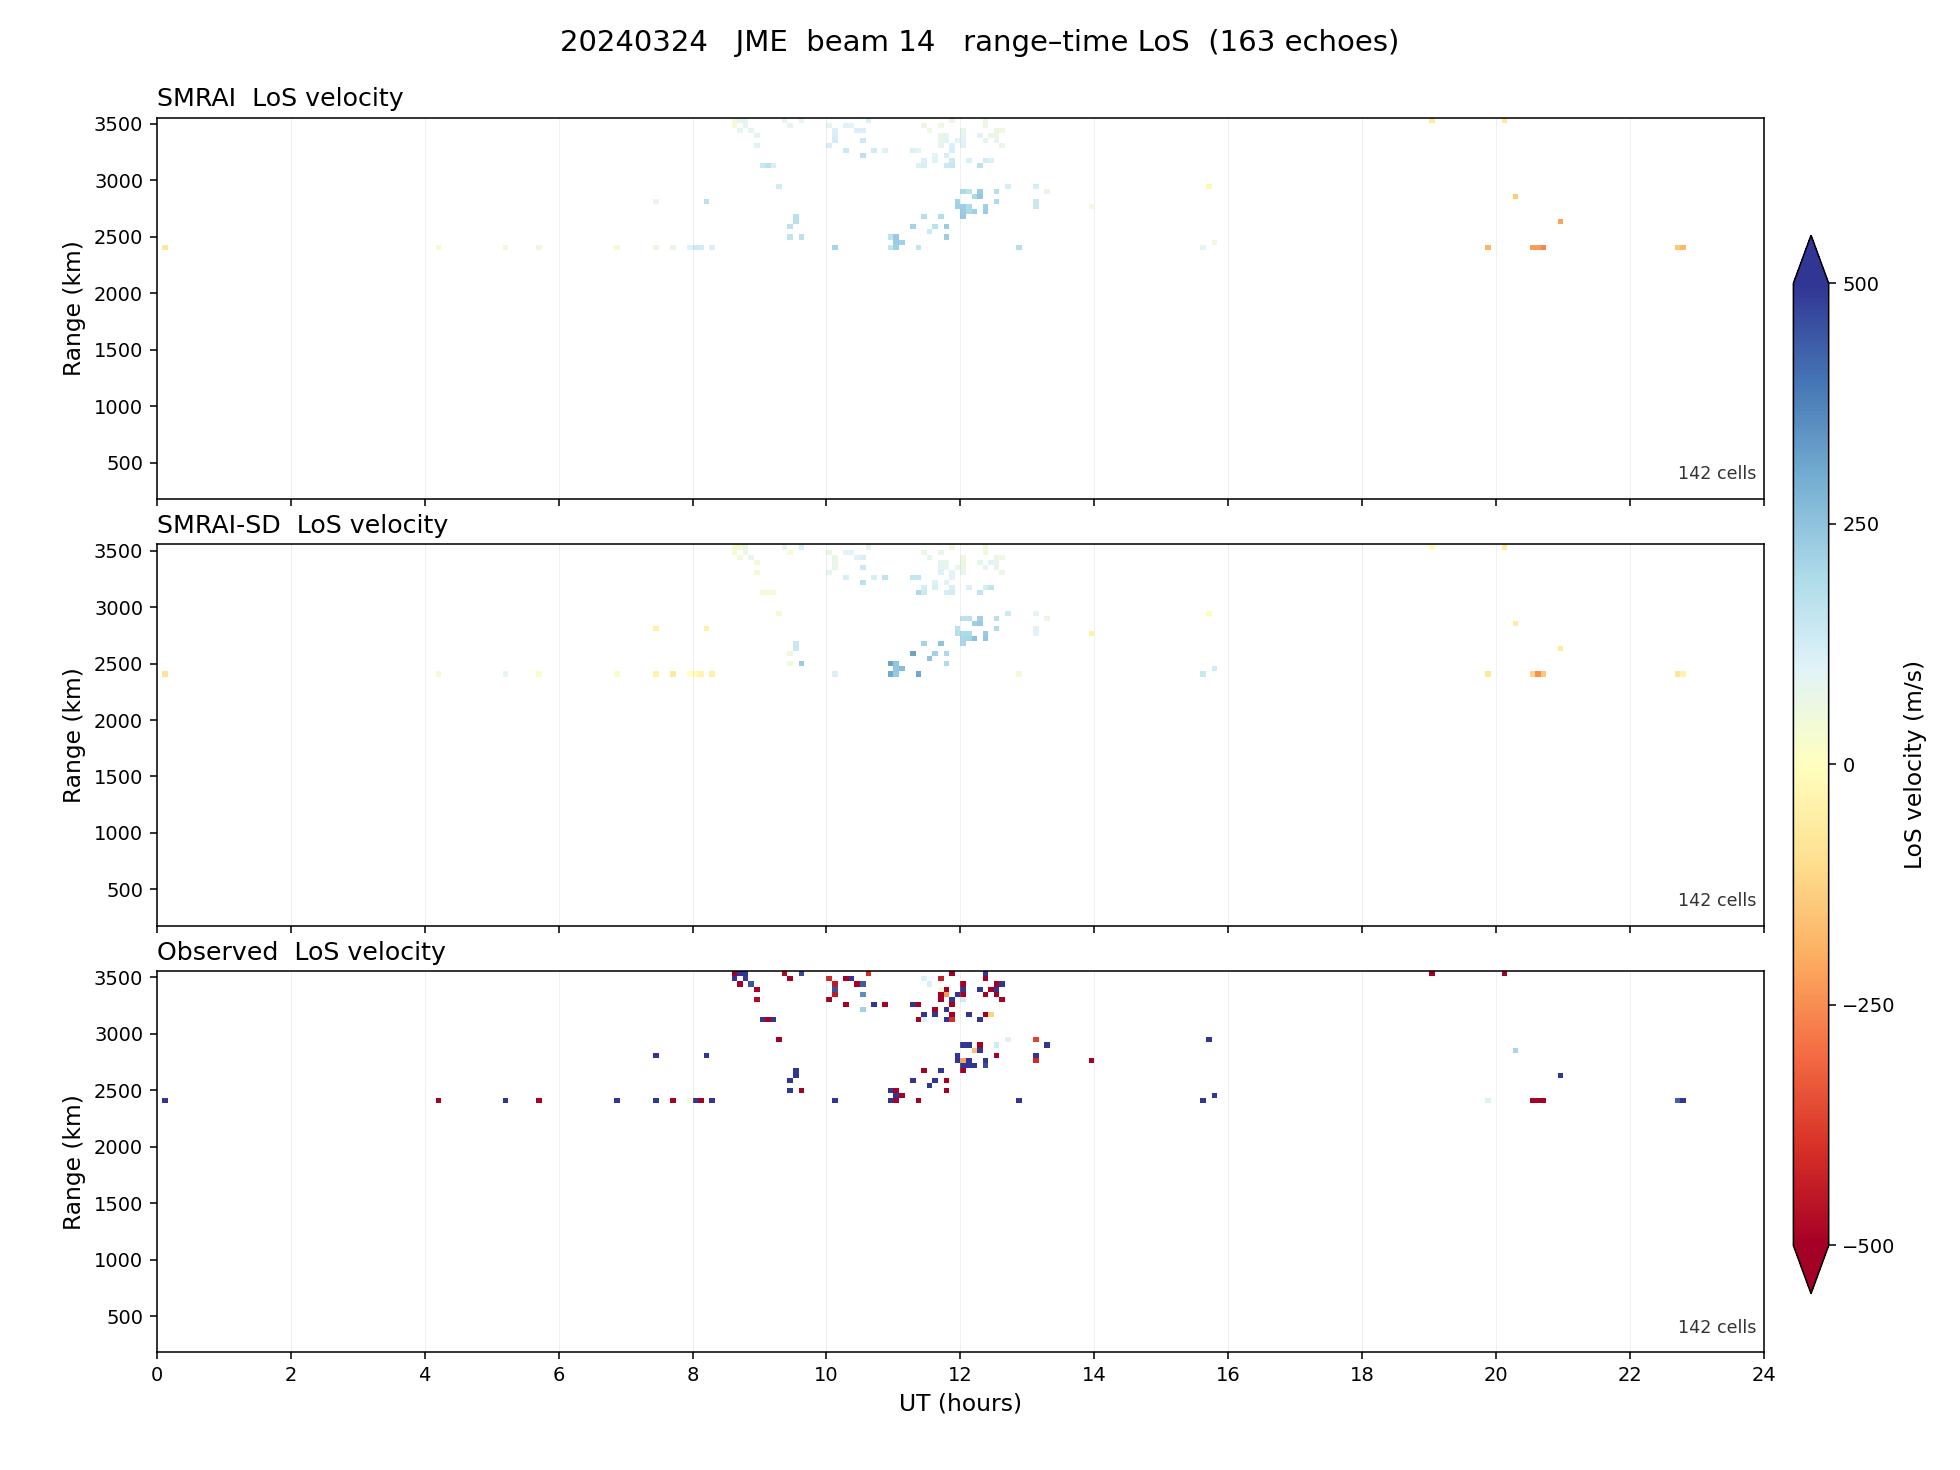 20240324   JME  beam 14   range–time LoS  (163 echoes)
SMRAI  LoS velocity
3500
3000
2500
2000
1500
1000
500
Range (km)
142 cells
SMRAI-SD  LoS velocity
3500
3000
2500
2000
1500
1000
500
Range (km)
142 cells
Observed  LoS velocity
3500
3000
2500
2000
1500
1000
500
Range (km)
142 cells
0 2 4 6 8 10 12 14 16 18 20 22 24
UT (hours)
500
250
0
−250
−500
LoS velocity (m/s)